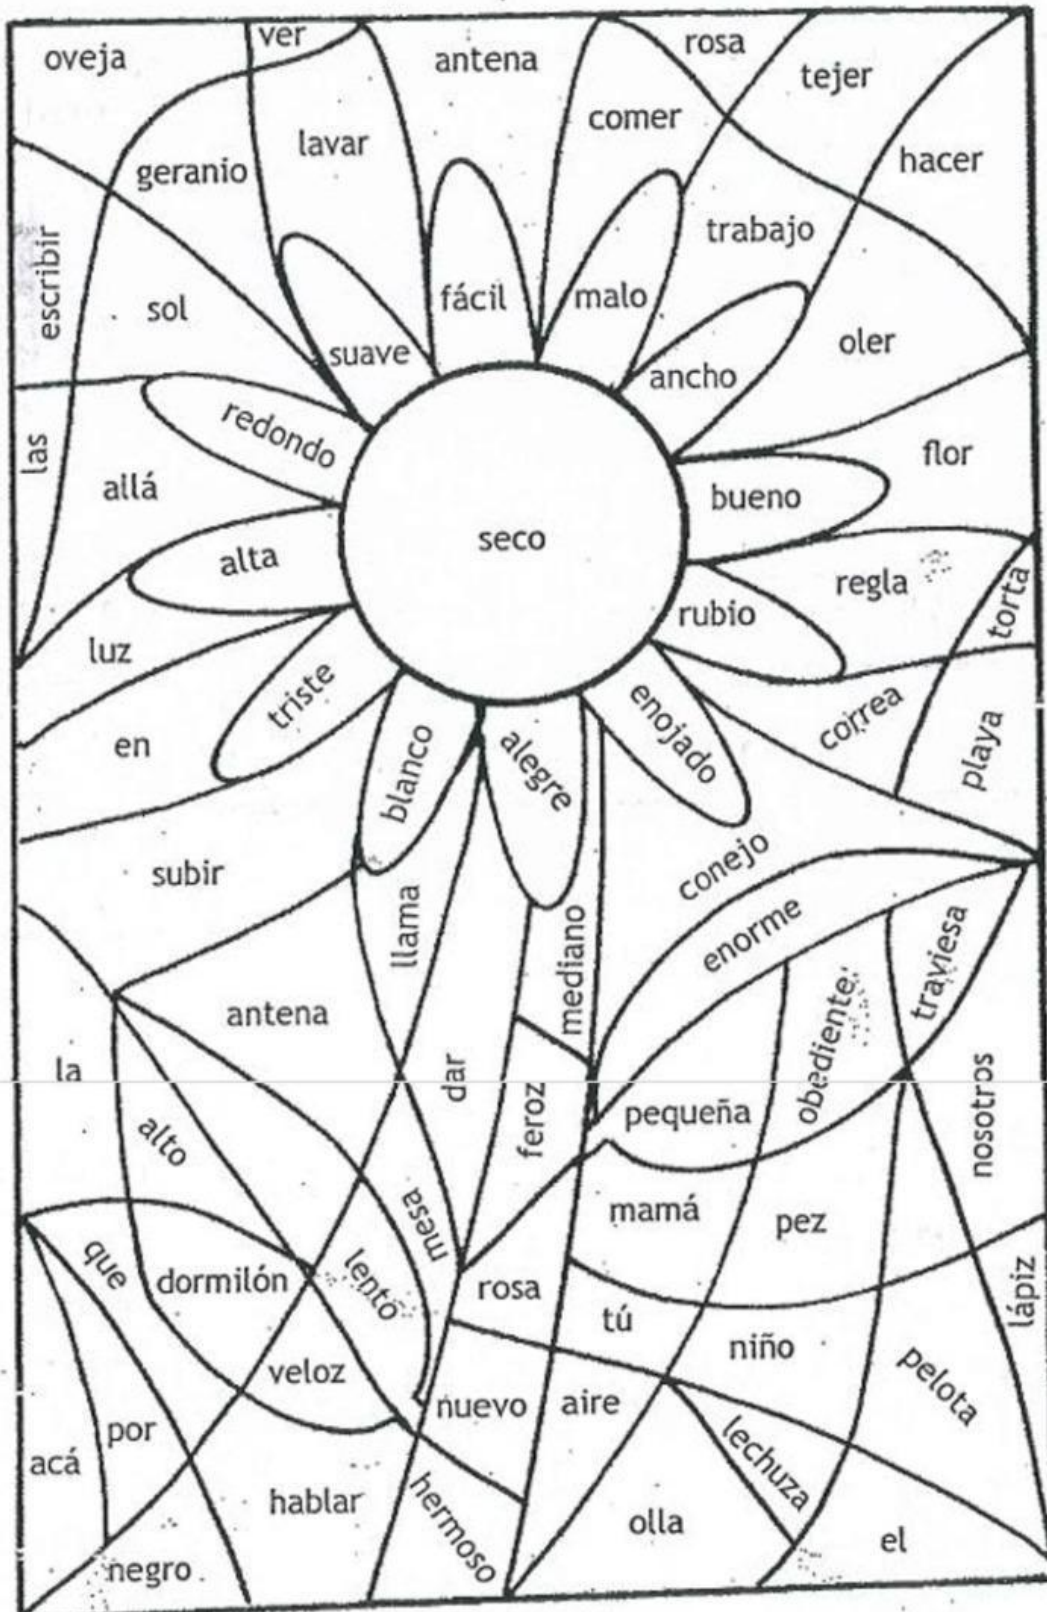 oveja
ver
antena
rosa
tejer
comer
lavar
geranio
hacer
trabajo
escribir
sol
fácil
malo
suave
ancho
oler
redondo
las
allá
flor
bueno
seco
alta
regla
torta
rubio
luz
triste
en
enojado
correa
playa
blanco
alegre
subir
conejo
llama
mediano
enorme
traviesa
antena
obediente
la
dar
feroz
pequeña
nosotros
alto
mesa
mamá
pez
que
dormilón
lento
rosa
tú
lápiz
niño
veloz
nuevo
aire
pelota
por
acá
lechuza
hablar
hermoso
olla
el
negro